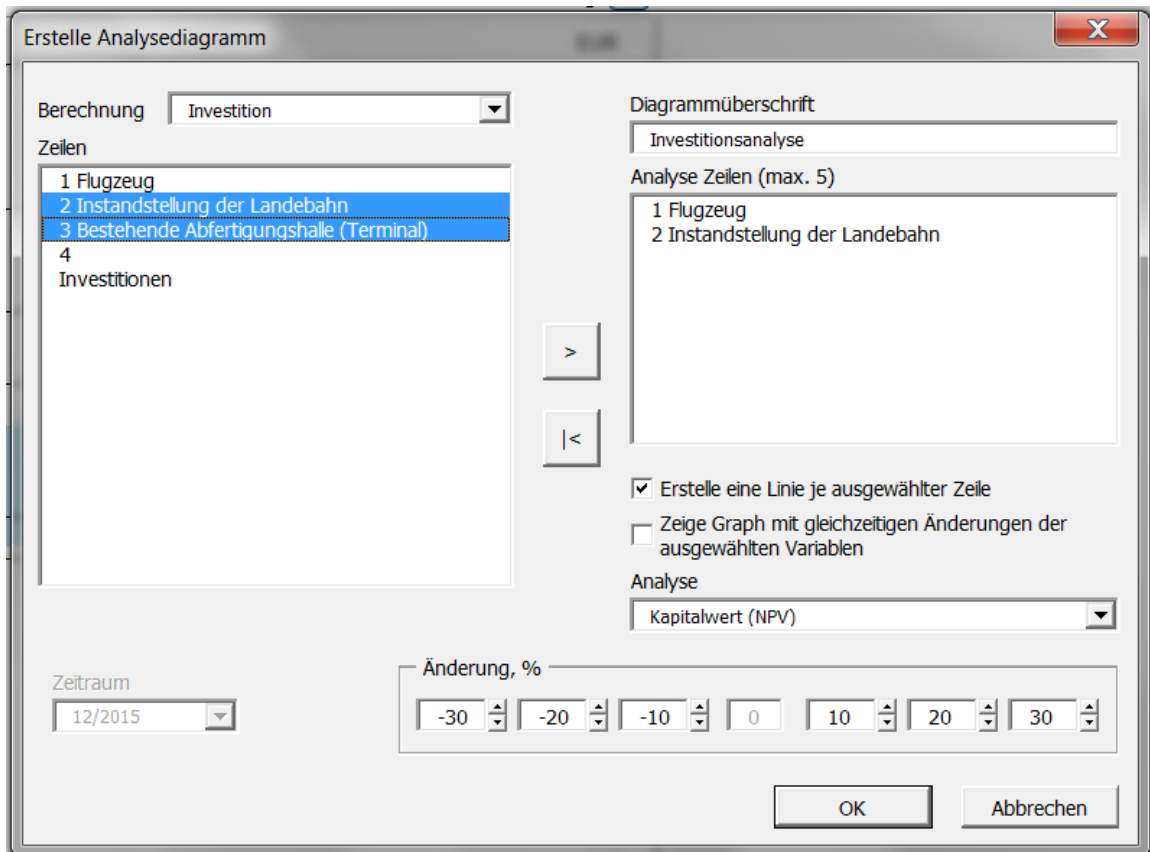 Erstelle Analysediagramm
EUR
X
Berechnung
Investition
Zeilen
1 Flugzeug
2 Instandstellung der Landebahn
3 Bestehende Abfertigungshalle (Terminal)
4
Investitionen
>
|<
Diagrammüberschrift
Investitionsanalyse
Analyse Zeilen (max. 5)
1 Flugzeug
2 Instandstellung der Landebahn
Erstelle eine Linie je ausgewählter Zeile
Zeige Graph mit gleichzeitigen Änderungen der
ausgewählten Variablen
Analyse
Kapitalwert (NPV)
Zeitraum
12/2015
Änderung, %
-30 -20 -10 0 10 20 30
OK Abbrechen